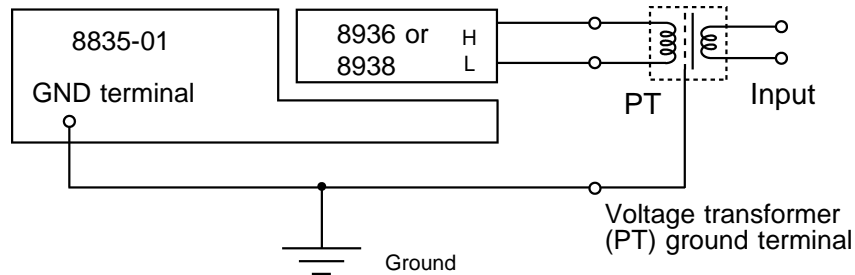 8835-01
GND terminal
8936 or
8938
H
L
PT
Input
Voltage transformer
(PT) ground terminal
Ground